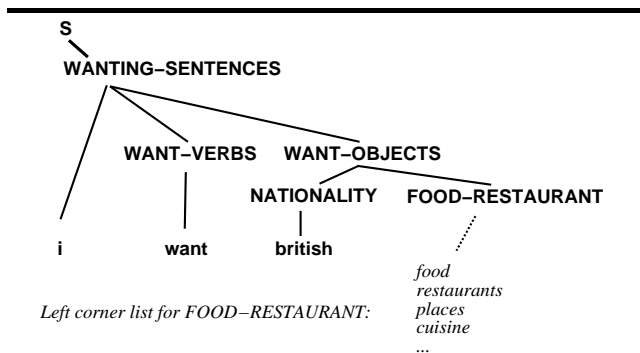 S
WANTING–SENTENCES
WANT–VERBS WANT–OBJECTS
NATIONALITY FOOD–RESTAURANT
i want british
food
restaurants
Left corner list for FOOD–RESTAURANT: places
cuisine
...